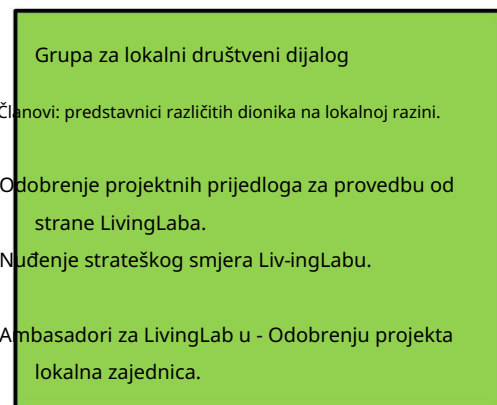 Grupa za lokalni društveni dijalog
Članovi: predstavnici različitih dionika na lokalnoj razini.
Odobrenje projektnih prijedloga za provedbu od
strane LivingLaba.
Nuđenje strateškog smjera Liv-ingLabu.
Ambasadori za LivingLab u - Odobrenju projekta
lokalna zajednica.